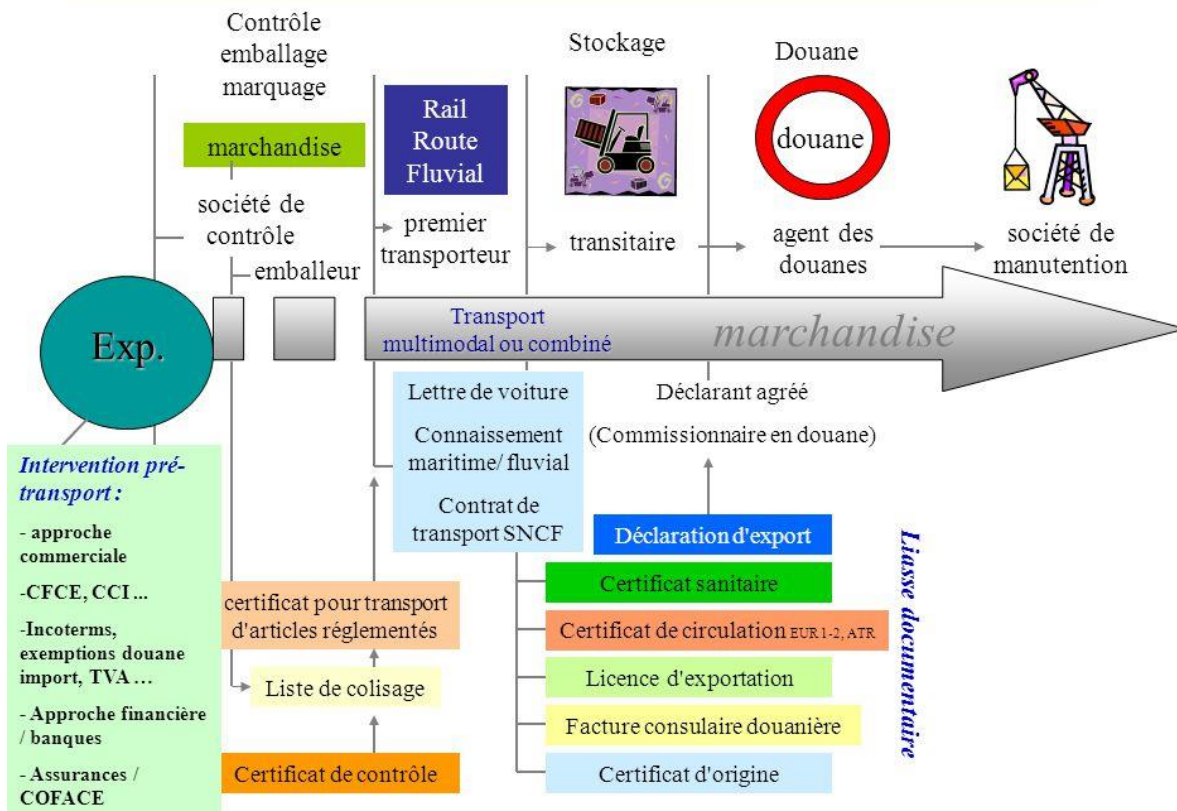 Contrôle
emballage
marquage
marchandise
société de
contrôle
emballeur
Rail
Route
Fluvial
premier
transporteur
Stockage
transitaire
Douane
douane
agent des
douanes
société de
manutention
Exp.
Transport
multimodal ou combiné
marchandise
Intervention pré-
transport :
- approche
commerciale
-CFCE, CCI ...
-Incoterms,
exemptions douane
import, TVA ...
- Approche financière
/ banques
- Assurances /
COFACE
certificat pour transport
d'articles réglementés
Liste de colisage
Certificat de contrôle
Lettre de voiture
Connaissement
maritime/ fluvial
Contrat de
transport SNCF
Déclarant agréé
(Commissionnaire en douane)
Déclaration d'export
Certificat sanitaire
Certificat de circulation EUR 1-2, ATR
Licence d'exportation
Facture consulaire douanière
Certificat d'origine
Liasse documentaire